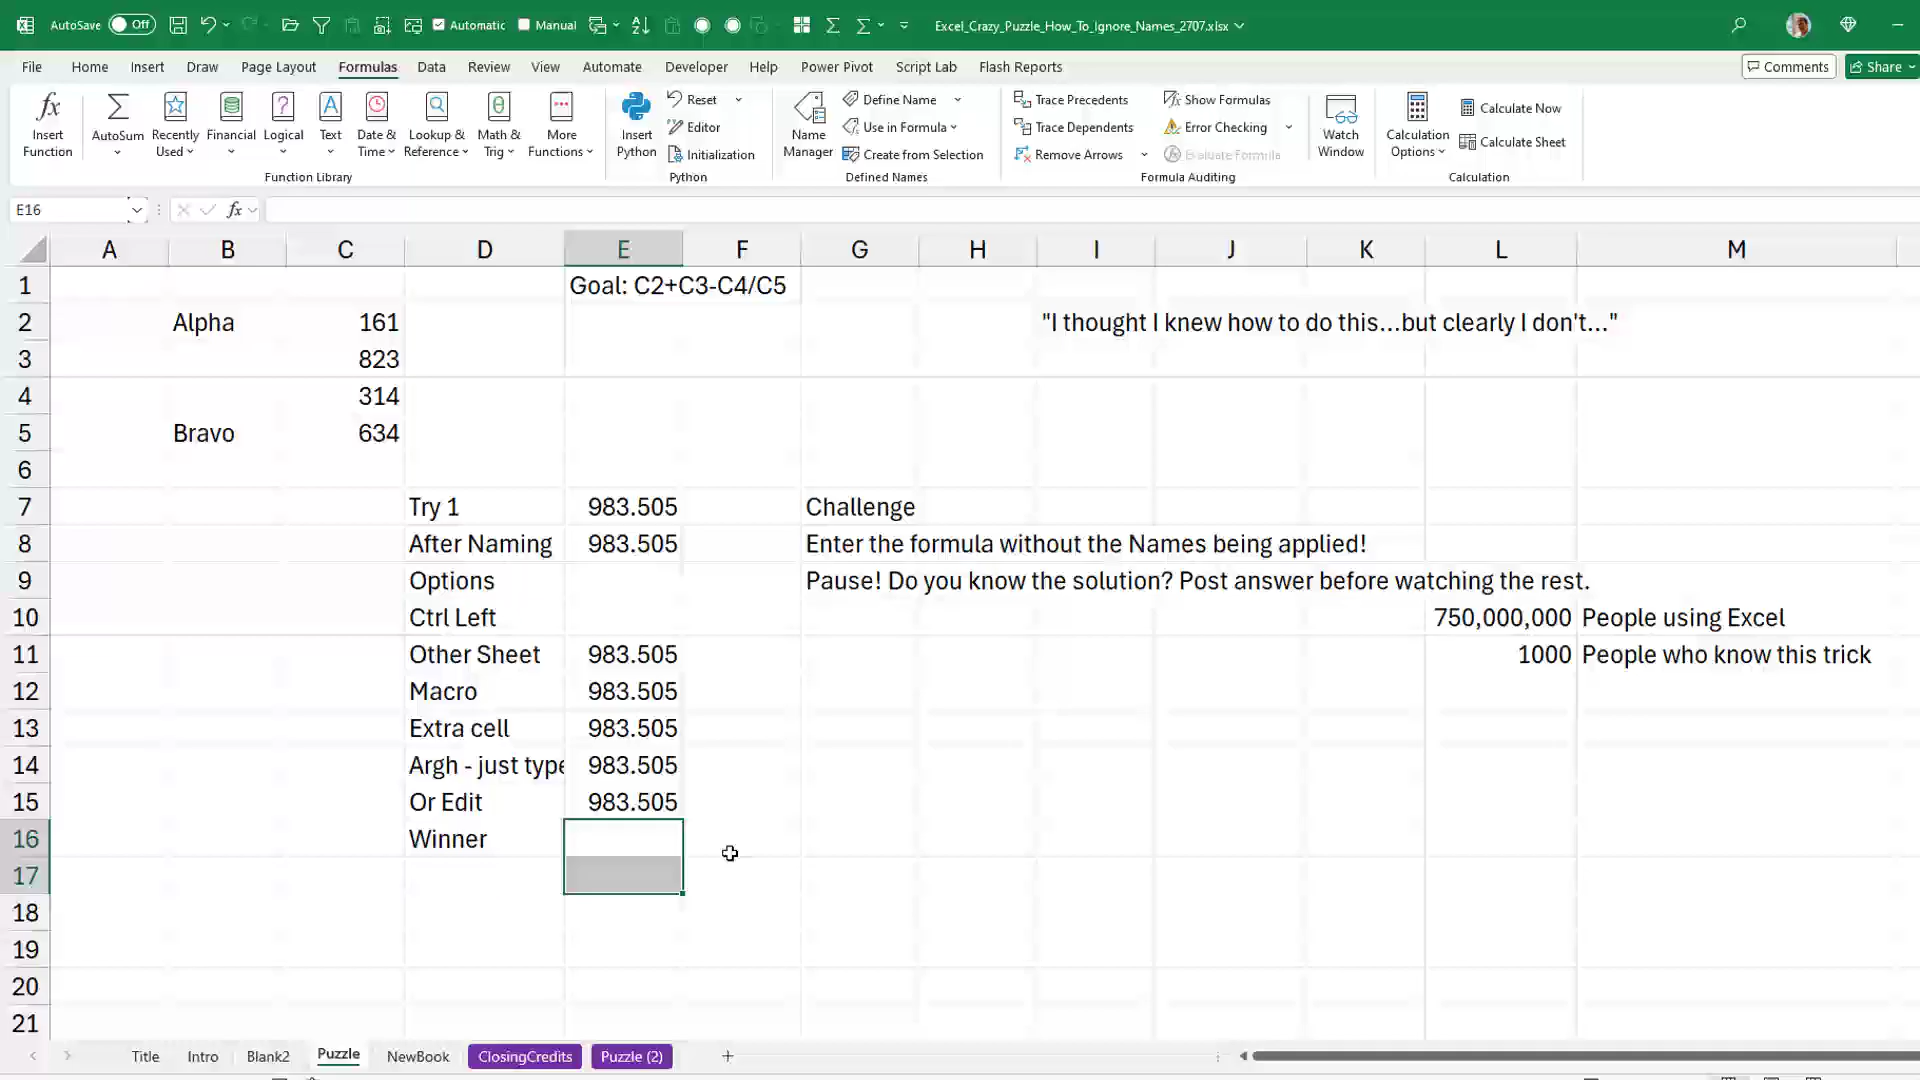 AutoSave Off Automatic Manual Excel_Crazy_Puzzle_How_To_Ignore_Names_2707.xlsx
File Home Insert Draw Page Layout Formulas Data Review View Automate Developer Help Power Pivot Script Lab Flash Reports Comments Share
Insert Function
AutoSum
Recently Used
Financial
Logical
Text
Date & Time
Lookup & Reference
Math & Trig
More Functions
Function Library
Insert Python
Reset
Editor
Initialization
Python
Name Manager
Define Name
Use in Formula
Create from Selection
Defined Names
Trace Precedents
Trace Dependents
Remove Arrows
Show Formulas
Error Checking
Evaluate Formula
Formula Auditing
Watch Window
Calculation Options
Calculate Now
Calculate Sheet
Calculation
E16 fx
A B C D E F G H I J K L M
1 Goal: C2+C3-C4/C5
2 Alpha 161 "I thought I knew how to do this...but clearly I don't..."
3 823
4 314
5 Bravo 634
6
7 Try 1 983.505 Challenge
8 After Naming 983.505 Enter the formula without the Names being applied!
9 Options Pause! Do you know the solution? Post answer before watching the rest.
10 Ctrl Left 750,000,000 People using Excel
11 Other Sheet 983.505 1000 People who know this trick
12 Macro 983.505
13 Extra cell 983.505
14 Argh - just type 983.505
15 Or Edit 983.505
16 Winner
17
18
19
20
21
Title Intro Blank2 Puzzle NewBook ClosingCredits Puzzle (2)